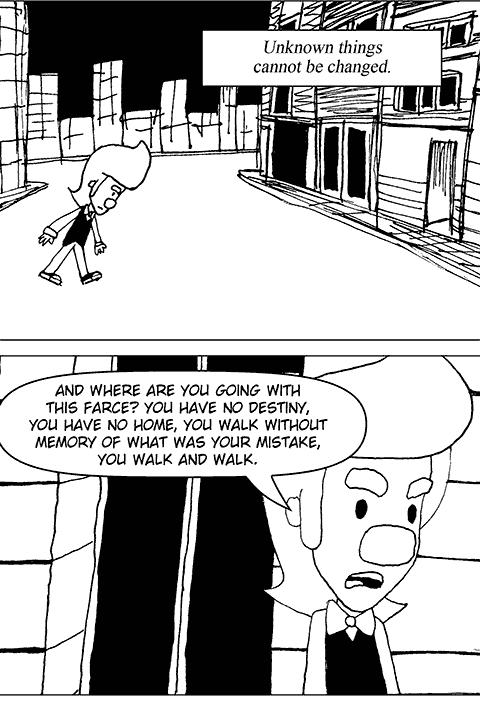 Unknown things
cannot be changed.
AND WHERE ARE YOU GOING WITH
THIS FARCE? YOU HAVE NO DESTINY,
YOU HAVE NO HOME, YOU WALK WITHOUT
MEMORY OF WHAT WAS YOUR MISTAKE,
YOU WALK AND WALK.